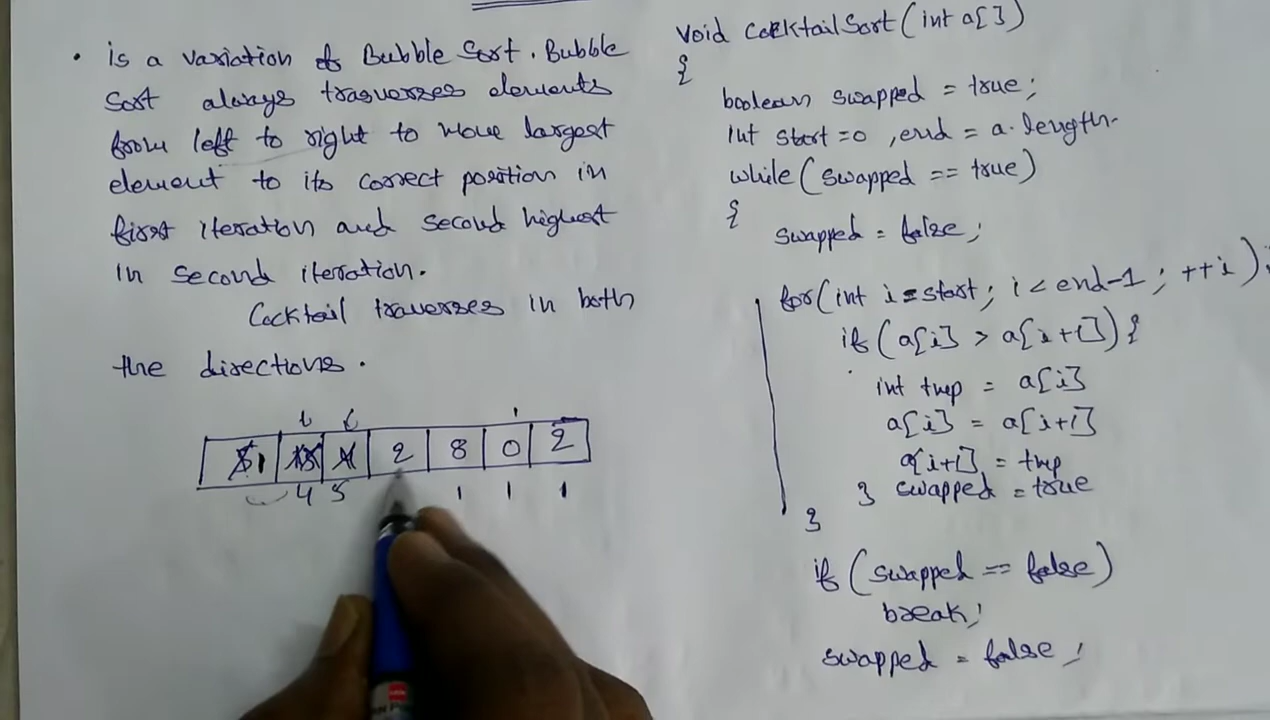 • is a variation of Bubble Sort. Bubble
Sort always trasverses elements
from left to right to move largest
element to its correct position in
first iteration and second highest
in second iteration.
Cocktail traverses in both
the directions.
1 2 8 0 2
4 5
void CocktailSort(int a[])
{
boolean swapped = true;
int start=0, end = a.length-
while(swapped == true)
{
swapped = false;
for(int i=start; i<end-1; ++i);
if(a[i] > a[i+1]){
int tmp = a[i]
a[i] = a[i+1]
a[i+1] = tmp
} swapped = true
}
if(swapped == false)
break;
swapped = false;